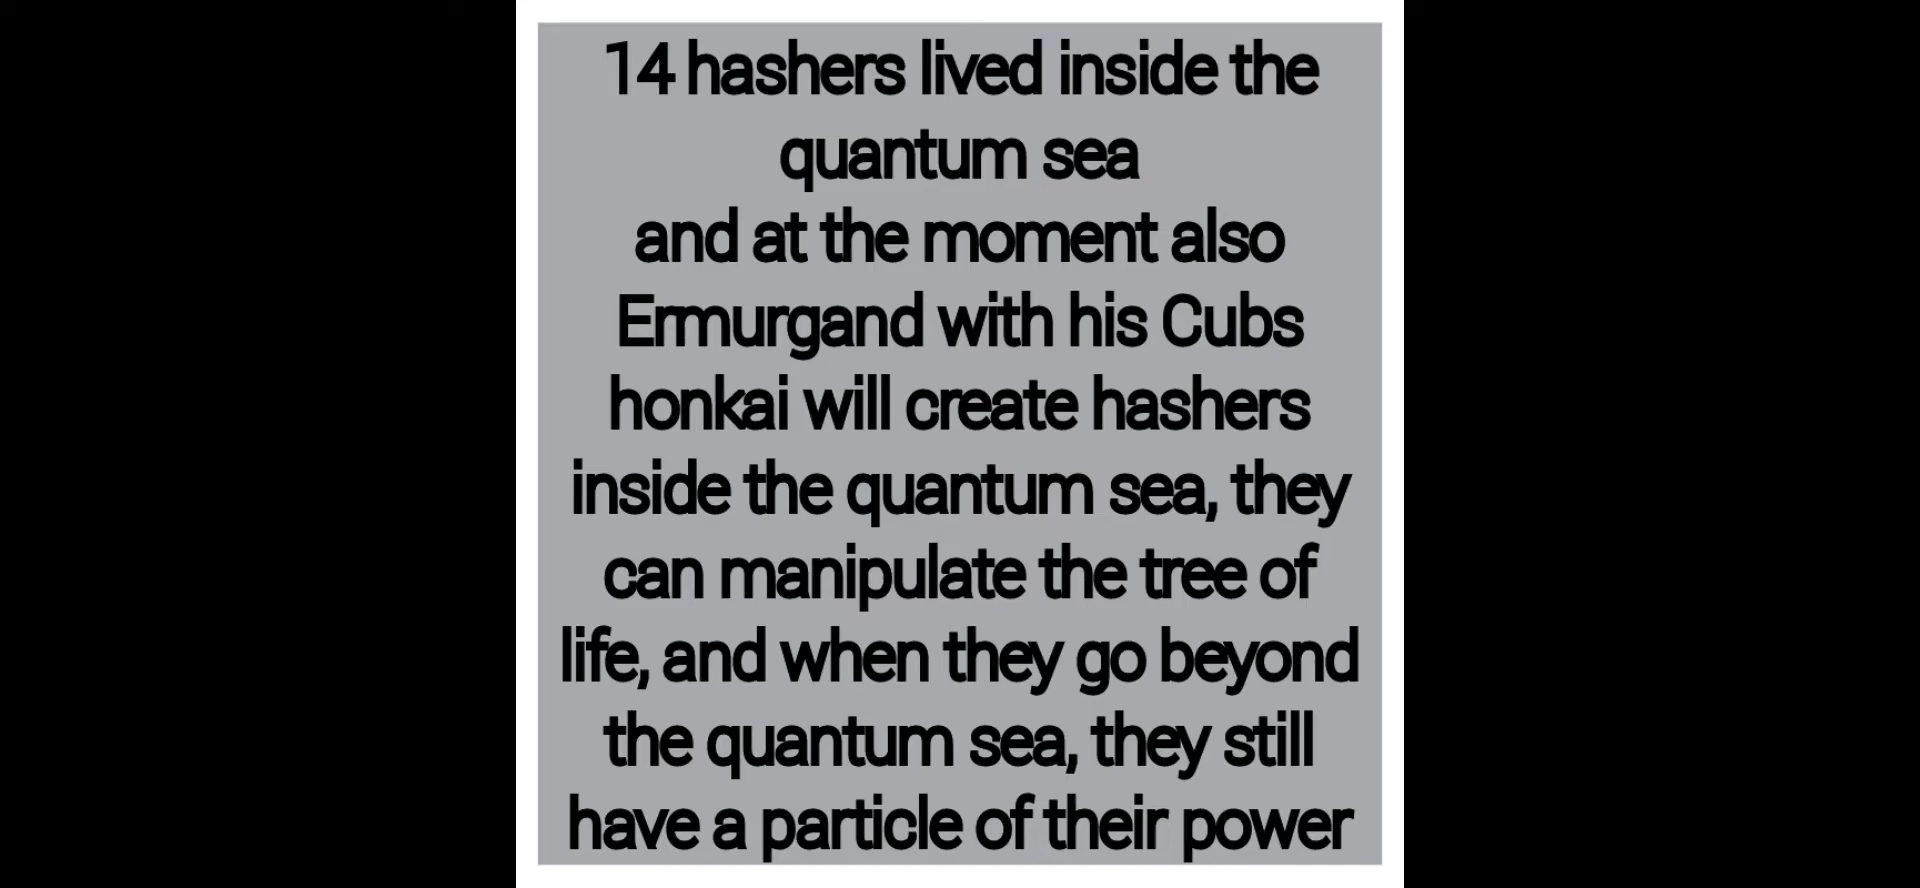 14 hashers lived inside the
quantum sea
and at the moment also
Ermurgand with his Cubs
honkai will create hashers
inside the quantum sea, they
can manipulate the tree of
life, and when they go beyond
the quantum sea, they still
have a particle of their power